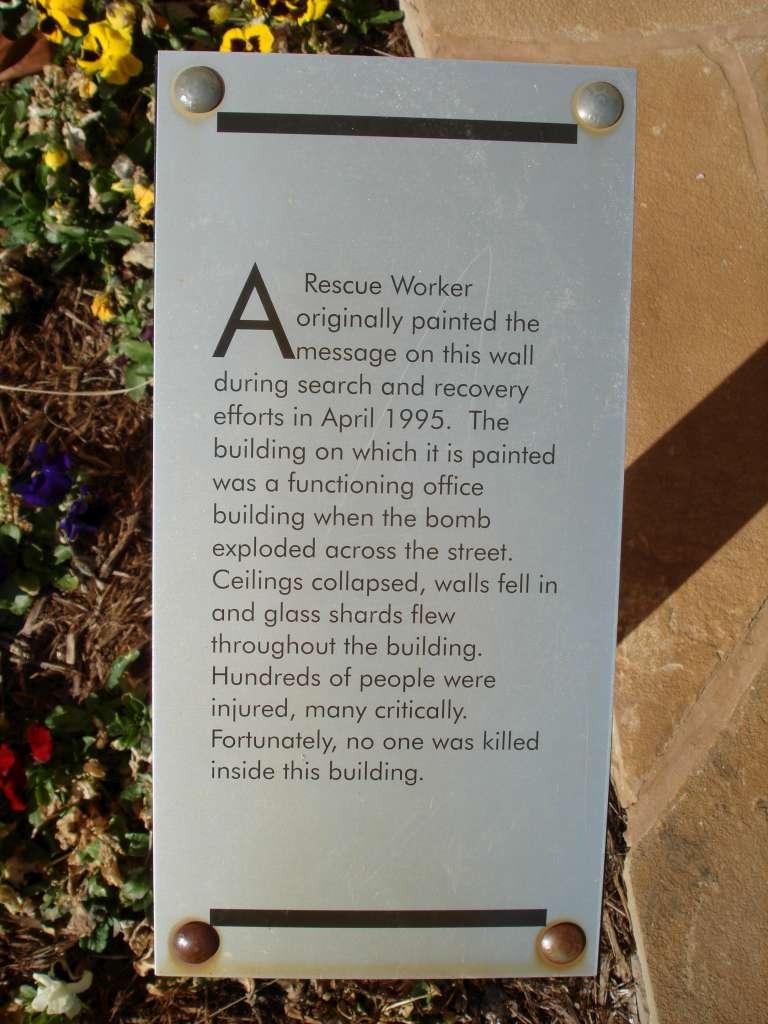 A Rescue Worker
originally painted the
message on this wall
during search and recovery
efforts in April 1995. The
building on which it is painted
was a functioning office
building when the bomb
exploded across the street.
Ceilings collapsed, walls fell in
and glass shards flew
throughout the building.
Hundreds of people were
injured, many critically.
Fortunately, no one was killed
inside this building.